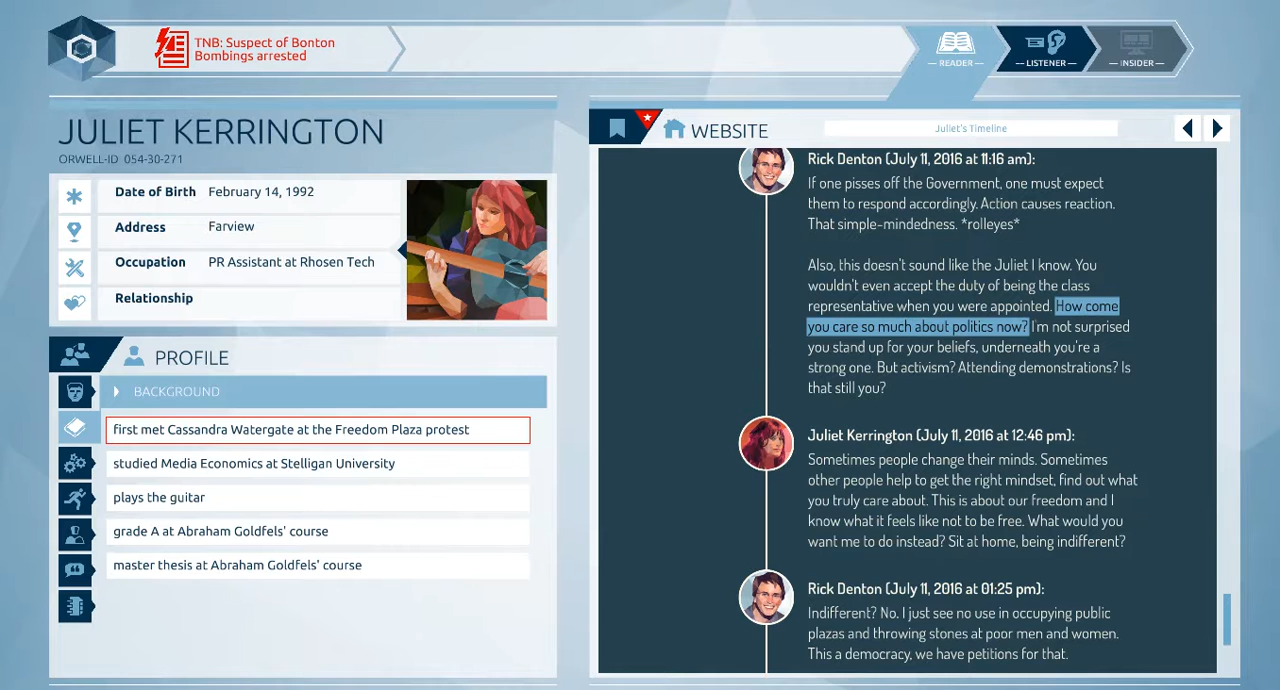 TNB: Suspect of Bonton
Bombings arrested
— READER —
— LISTENER —
— INSIDER —
JULIET KERRINGTON
ORWELL-ID 054-30-271
Date of Birth February 14, 1992
Address Farview
Occupation PR Assistant at Rhosen Tech
Relationship
PROFILE
BACKGROUND
first met Cassandra Watergate at the Freedom Plaza protest
studied Media Economics at Stelligan University
plays the guitar
grade A at Abraham Goldfels' course
master thesis at Abraham Goldfels' course
WEBSITE
Juliet's Timeline
Rick Denton (July 11, 2016 at 11:16 am):
If one pisses off the Government, one must expect
them to respond accordingly. Action causes reaction.
That simple-mindedness. *rolleyes*
Also, this doesn't sound like the Juliet I know. You
wouldn't even accept the duty of being the class
representative when you were appointed. How come
you care so much about politics now? I'm not surprised
you stand up for your beliefs, underneath you're a
strong one. But activism? Attending demonstrations? Is
that still you?
Juliet Kerrington (July 11, 2016 at 12:46 pm):
Sometimes people change their minds. Sometimes
other people help to get the right mindset, find out what
you truly care about. This is about our freedom and I
know what it feels like not to be free. What would you
want me to do instead? Sit at home, being indifferent?
Rick Denton (July 11, 2016 at 01:25 pm):
Indifferent? No. I just see no use in occupying public
plazas and throwing stones at poor men and women.
This a democracy, we have petitions for that.